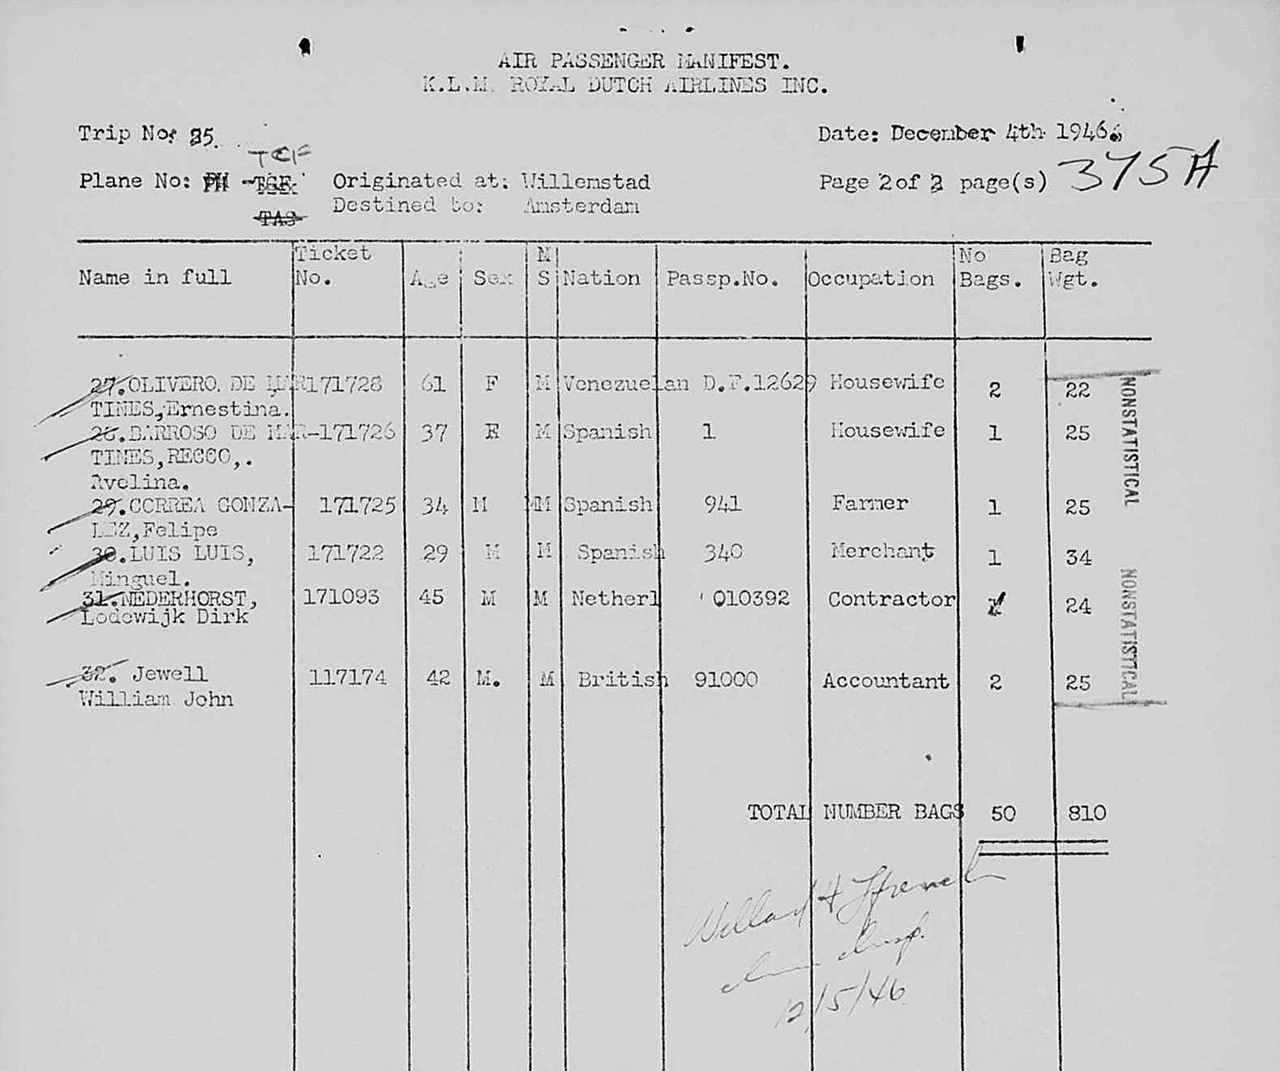 AIR PASSENGER MANIFEST.
K.L.M. ROYAL DUTCH AIRLINES INC.
Trip No: 35.
Date: December 4th 1946.
TCF
Plane No: PH -TCF.
Originated at: Willemstad
Page 2 of 2 page(s) 375A
TAS
Destined to: Amsterdam
Name in full Ticket No. Age Sex M S Nation Passp.No. Occupation No Bags. Bag Wgt.
27.OLIVERO. DE MAR 171728 61 F M Venezuelan D.F.12629 Housewife 2 22
TINES,Ernestina.
28.BARROSO DE MAR-171726 37 F M Spanish 1 Housewife 1 25
TINES,RECCO,.
Avelina.
29.CORREA GONZA- 171725 34 M M Spanish 941 Farmer 1 25
LEZ,Felipe
30.LUIS LUIS, 171722 29 M M Spanish 340 Merchant 1 34
Minguel.
31.NEDERHORST, 171093 45 M M Netherl 010392 Contractor 24
Lodewijk Dirk
32. Jewell 117174 42 M. M British 91000 Accountant 2 25
William John
NONSTATISTICAL
NONSTATISTICAL
TOTAL NUMBER BAGS 50 810
Willard H Ffrench
Insp.
12/5/46